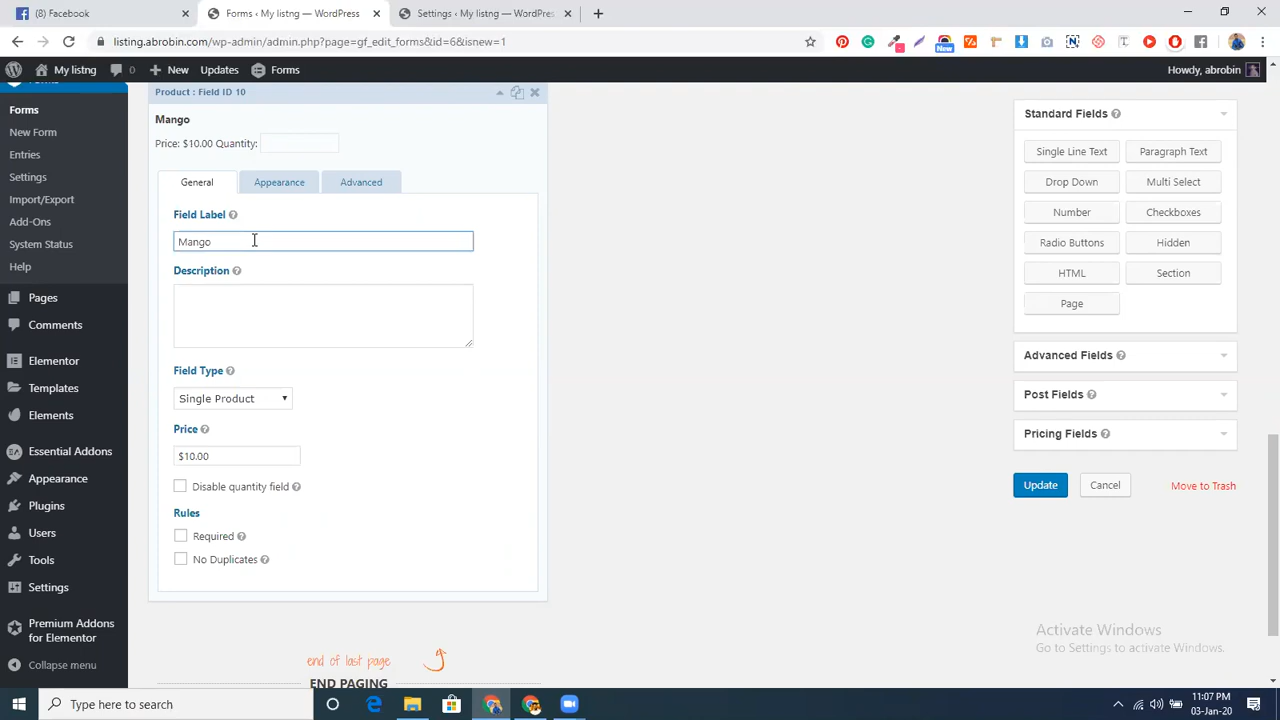 (8) Facebook
Forms ‹ My listng — WordPress
Settings ‹ My listng — WordPress
listing.abrobin.com/wp-admin/admin.php?page=gf_edit_forms&id=6&isnew=1
New
My listng
0
New
Updates
Forms
Howdy, abrobin
Forms
Forms
New Form
Entries
Settings
Import/Export
Add-Ons
System Status
Help
Pages
Comments
Elementor
Templates
Elements
Essential Addons
Appearance
Plugins
Users
Tools
Settings
Premium Addons
for Elementor
Collapse menu
Product : Field ID 10
Mango
Price: $10.00 Quantity:
General
Appearance
Advanced
Field Label
Mango
Description
Field Type
Single Product
Price
$10.00
Disable quantity field
Rules
Required
No Duplicates
end of last page
END PAGING
Standard Fields
Single Line Text
Paragraph Text
Drop Down
Multi Select
Number
Checkboxes
Radio Buttons
Hidden
HTML
Section
Page
Advanced Fields
Post Fields
Pricing Fields
Update
Cancel
Move to Trash
Activate Windows
Go to Settings to activate Windows.
Type here to search
11:07 PM
03-Jan-20